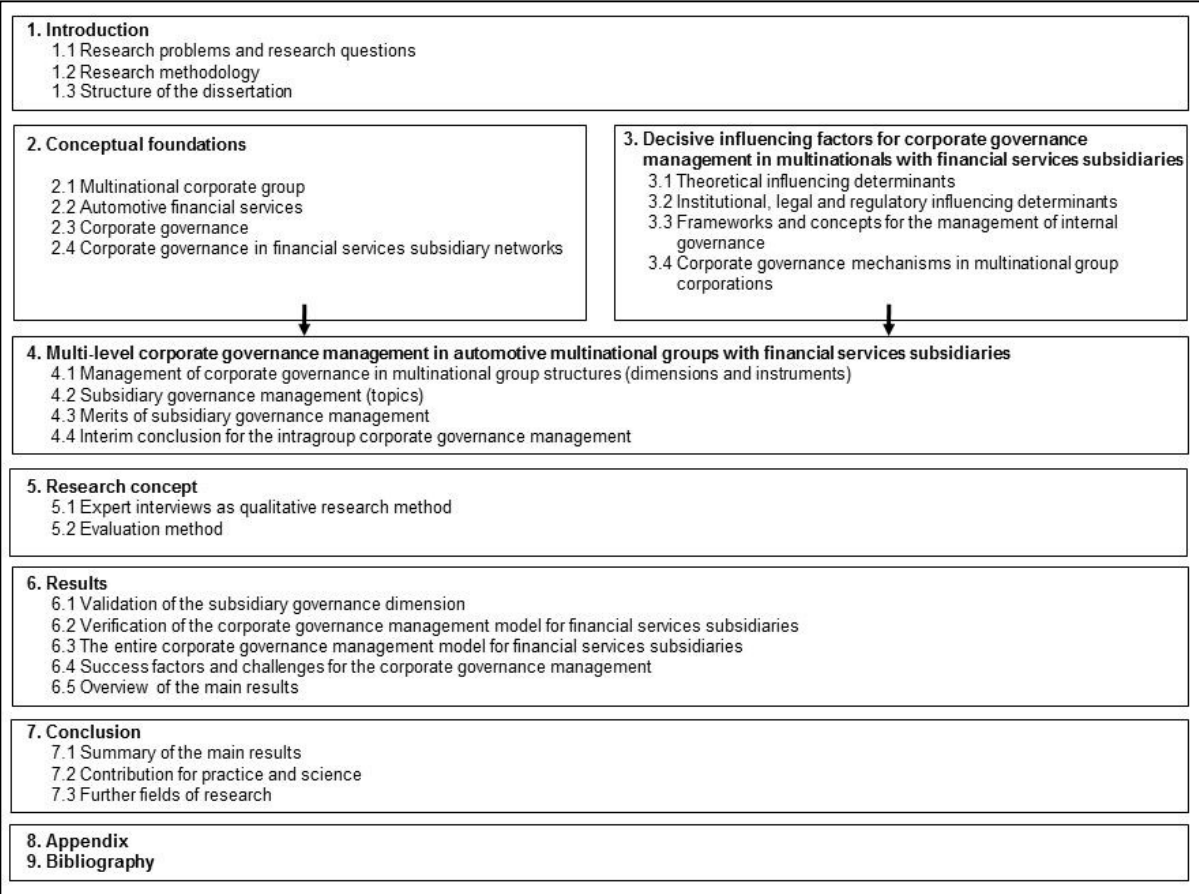 1. Introduction
1.1 Research problems and research questions
1.2 Research methodology
1.3 Structure of the dissertation
2. Conceptual foundations
2.1 Multinational corporate group
2.2 Automotive financial services
2.3 Corporate governance
2.4 Corporate governance in financial services subsidiary networks
3. Decisive influencing factors for corporate governance
management in multinationals with financial services subsidiaries
3.1 Theoretical influencing determinants
3.2 Institutional, legal and regulatory influencing determinants
3.3 Frameworks and concepts for the management of internal
governance
3.4 Corporate governance mechanisms in multinational group
corporations
4. Multi-level corporate governance management in automotive multinational groups with financial services subsidiaries
4.1 Management of corporate governance in multinational group structures (dimensions and instruments)
4.2 Subsidiary governance management (topics)
4.3 Merits of subsidiary governance management
4.4 Interim conclusion for the intragroup corporate governance management
5. Research concept
5.1 Expert interviews as qualitative research method
5.2 Evaluation method
6. Results
6.1 Validation of the subsidiary governance dimension
6.2 Verification of the corporate governance management model for financial services subsidiaries
6.3 The entire corporate governance management model for financial services subsidiaries
6.4 Success factors and challenges for the corporate governance management
6.5 Overview of the main results
7. Conclusion
7.1 Summary of the main results
7.2 Contribution for practice and science
7.3 Further fields of research
8. Appendix
9. Bibliography